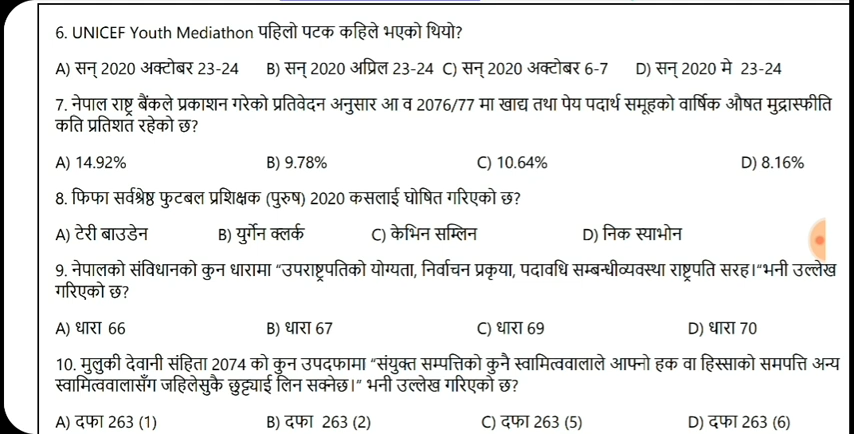 6. UNICEF Youth Mediathon पहिलो पटक कहिले भएको थियो?
A) सन् 2020 अक्टोबर 23-24 B) सन् 2020 अप्रिल 23-24 C) सन् 2020 अक्टोबर 6-7 D) सन् 2020 मे 23-24
7. नेपाल राष्ट्र बैंकले प्रकाशन गरेको प्रतिवेदन अनुसार आ व 2076/77 मा खाद्य तथा पेय पदार्थ समूहको वार्षिक औषत मुद्रास्फीति
कति प्रतिशत रहेको छ?
A) 14.92% B) 9.78% C) 10.64% D) 8.16%
8. फिफा सर्वश्रेष्ठ फुटबल प्रशिक्षक (पुरुष) 2020 कसलाई घोषित गरिएको छ?
A) टेरी बाउडेन B) युर्गेन क्लर्क C) केभिन सम्लिन D) निक स्याभोन
9. नेपालको संविधानको कुन धारामा “उपराष्ट्रपतिको योग्यता, निर्वाचन प्रकृया, पदावधि सम्बन्धीव्यवस्था राष्ट्रपति सरह।“भनी उल्लेख
गरिएको छ?
A) धारा 66 B) धारा 67 C) धारा 69 D) धारा 70
10. मुलुकी देवानी संहिता 2074 को कुन उपदफामा “संयुक्त सम्पत्तिको कुनै स्वामित्ववालाले आफ्नो हक वा हिस्साको समपत्ति अन्य
स्वामित्ववालासँग जहिलेसुकै छुट्ट्याई लिन सक्नेछ।" भनी उल्लेख गरिएको छ?
A) दफा 263 (1) B) दफा 263 (2) C) दफा 263 (5) D) दफा 263 (6)